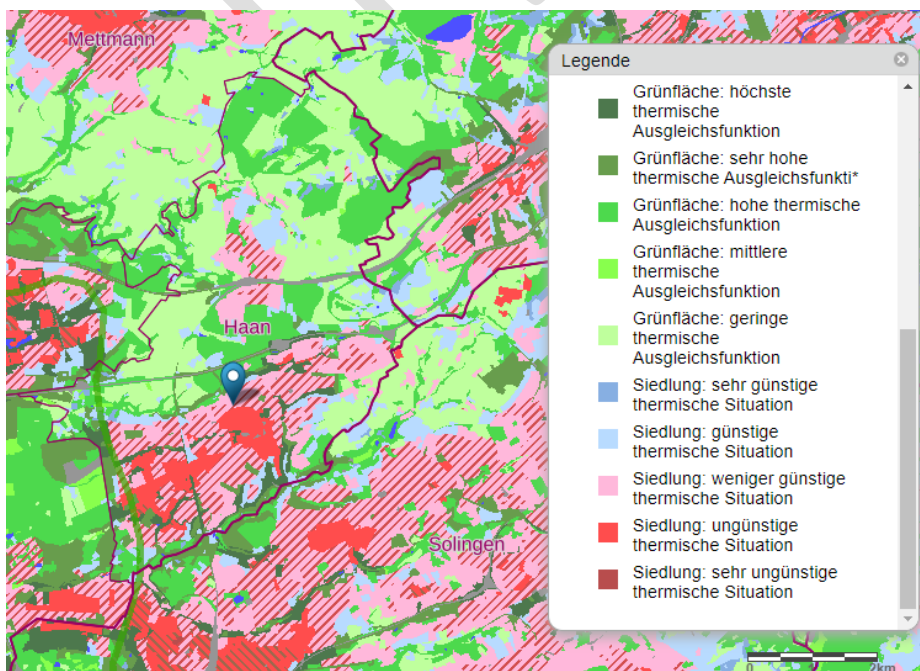 Mettmann
Haan
Solingen
Legende
Grünfläche: höchste
thermische
Ausgleichsfunktion
Grünfläche: sehr hohe
thermische Ausgleichsfunkti*
Grünfläche: hohe thermische
Ausgleichsfunktion
Grünfläche: mittlere
thermische
Ausgleichsfunktion
Grünfläche: geringe
thermische
Ausgleichsfunktion
Siedlung: sehr günstige
thermische Situation
Siedlung: günstige
thermische Situation
Siedlung: weniger günstige
thermische Situation
Siedlung: ungünstige
thermische Situation
Siedlung: sehr ungünstige
thermische Situation
0 2km